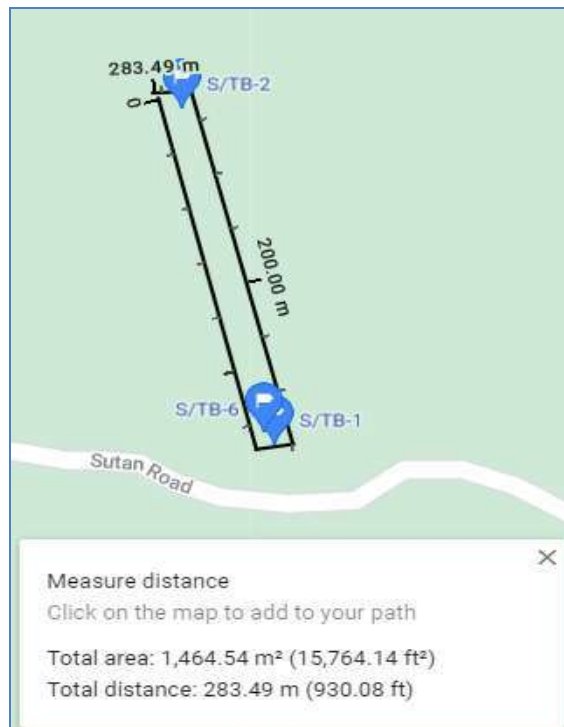 283.49 m
S/TB-2
0
200.00 m
S/TB-6
S/TB-1
Sutan Road
Measure distance
Click on the map to add to your path
Total area: 1,464.54 m² (15,764.14 ft²)
Total distance: 283.49 m (930.08 ft)